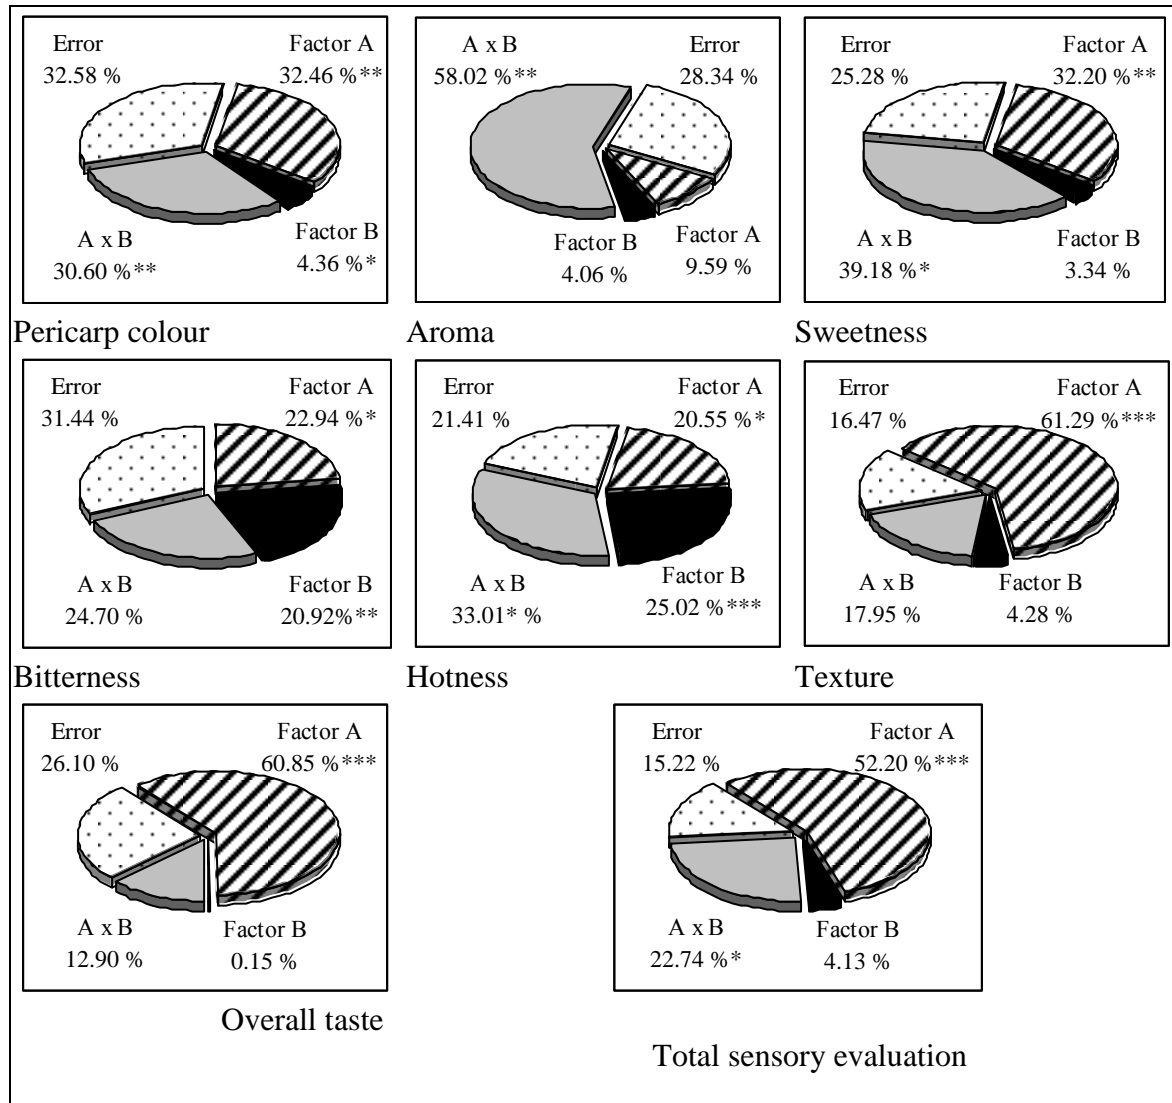 Error
32.58 %
Factor A
32.46 %**
A x B
30.60 %**
Factor B
4.36 %*
Pericarp colour
A x B
58.02 %**
Error
28.34 %
Factor B
4.06 %
Factor A
9.59 %
Aroma
Error
25.28 %
Factor A
32.20 %**
A x B
39.18 %*
Factor B
3.34 %
Sweetness
Error
31.44 %
Factor A
22.94 %*
A x B
24.70 %
Factor B
20.92%**
Bitterness
Error
21.41 %
Factor A
20.55 %*
A x B
33.01* %
Factor B
25.02 %***
Hotness
Error
16.47 %
Factor A
61.29 %***
A x B
17.95 %
Factor B
4.28 %
Texture
Error
26.10 %
Factor A
60.85 %***
A x B
12.90 %
Factor B
0.15 %
Overall taste
Error
15.22 %
Factor A
52.20 %***
A x B
22.74 %*
Factor B
4.13 %
Total sensory evaluation